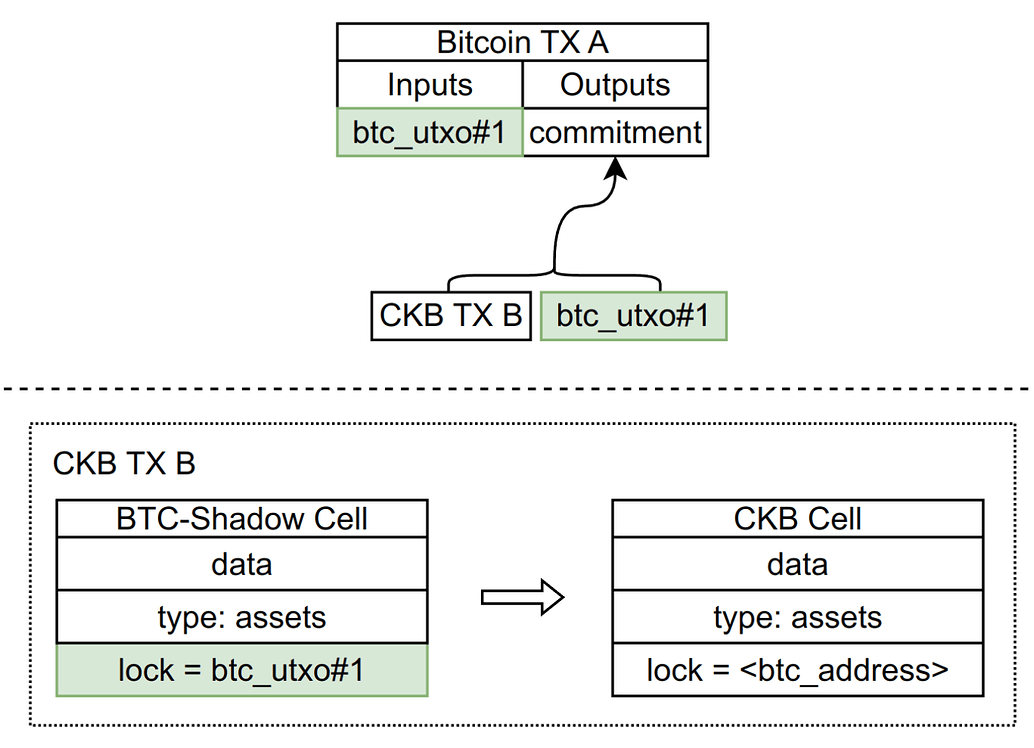 Bitcoin TX A
Inputs Outputs
btc_utxo#1 commitment
CKB TX B btc_utxo#1
CKB TX B
BTC-Shadow Cell CKB Cell
data data
type: assets type: assets
lock = btc_utxo#1 lock = <btc_address>